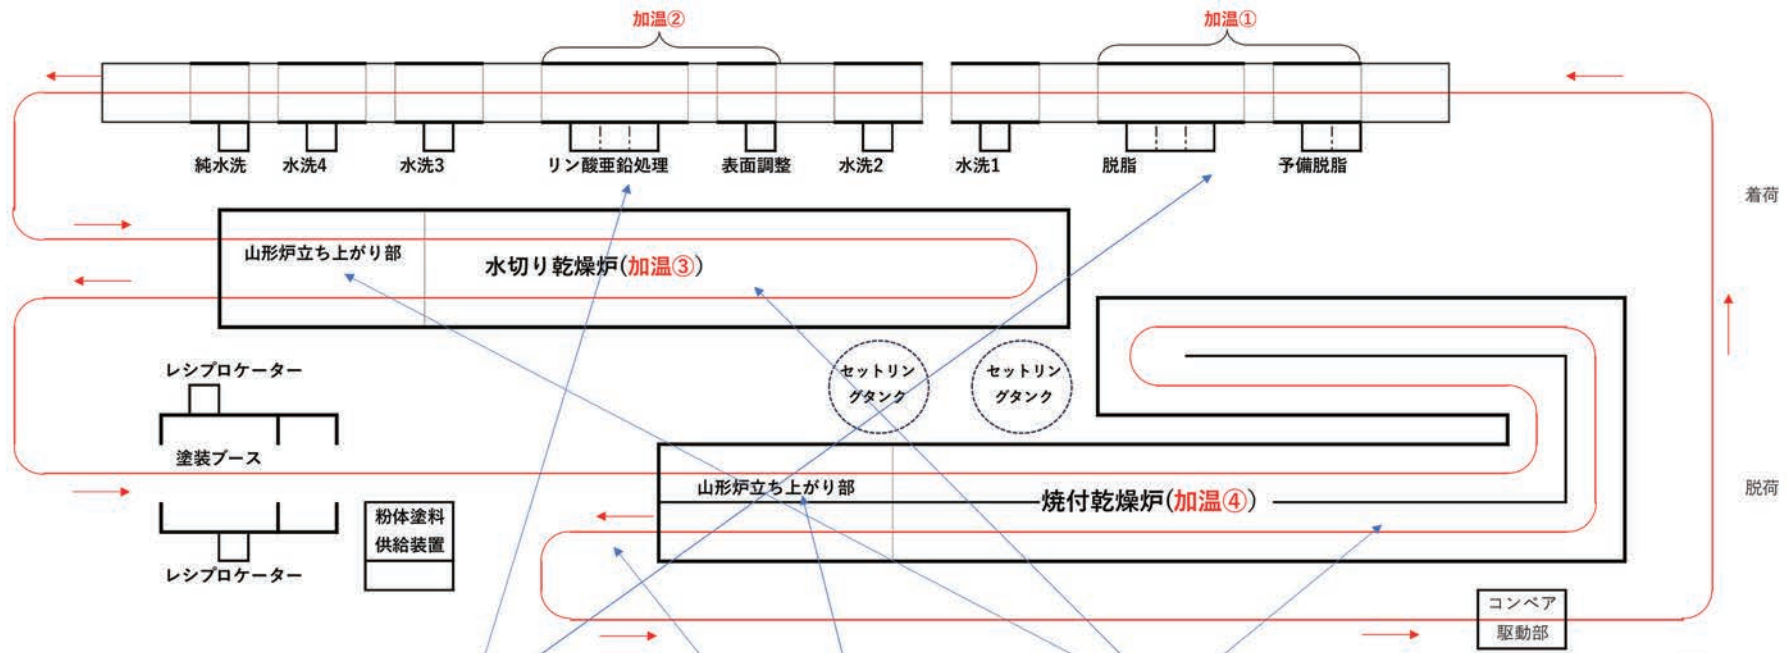 加温②
加温①
純水洗
水洗4
水洗3
リン酸亜鉛処理
表面調整
水洗2
水洗1
脱脂
予備脱脂
着荷
山形炉立ち上がり部
水切り乾燥炉(加温③)
レシプロケーター
セットリン
グタンク
セットリン
グタンク
塗装ブース
山形炉立ち上がり部
焼付乾燥炉(加温④)
脱荷
粉体塗料
供給装置
レシプロケーター
コンベア
駆動部